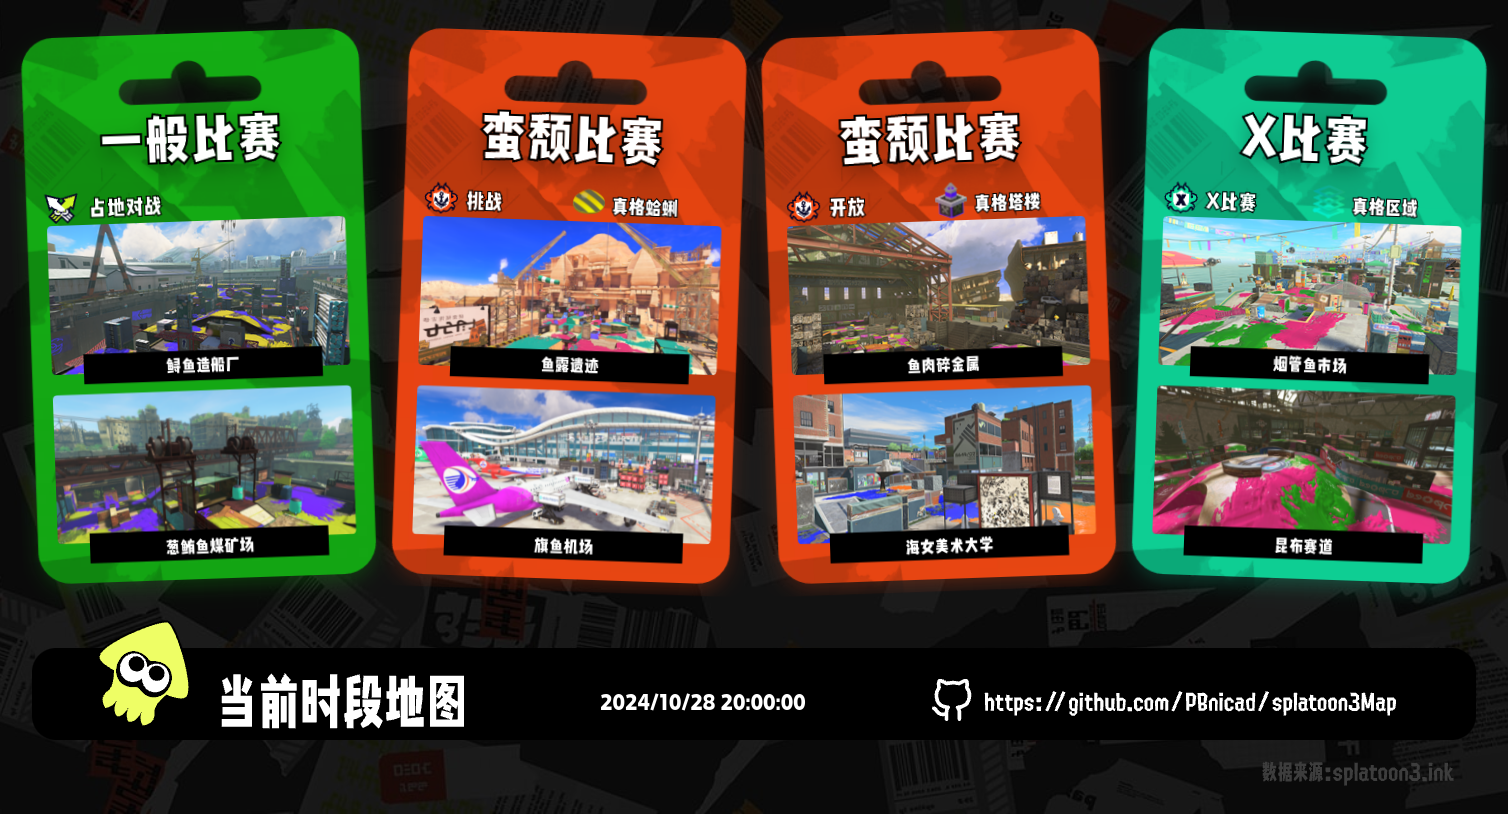 一般比赛
占地对战
鲟鱼造船厂
葱鲔鱼煤矿场
蛮颓比赛
挑战
真格蛤蜊
鱼露遗迹
旗鱼机场
蛮颓比赛
开放
真格塔楼
鱼肉碎金属
海女美术大学
X比赛
X比赛
真格区域
烟管鱼市场
昆布赛道
当前时段地图
2024/10/28 20:00:00
https://github.com/PBnicad/splatoon3Map
数据来源:splatoon3.ink